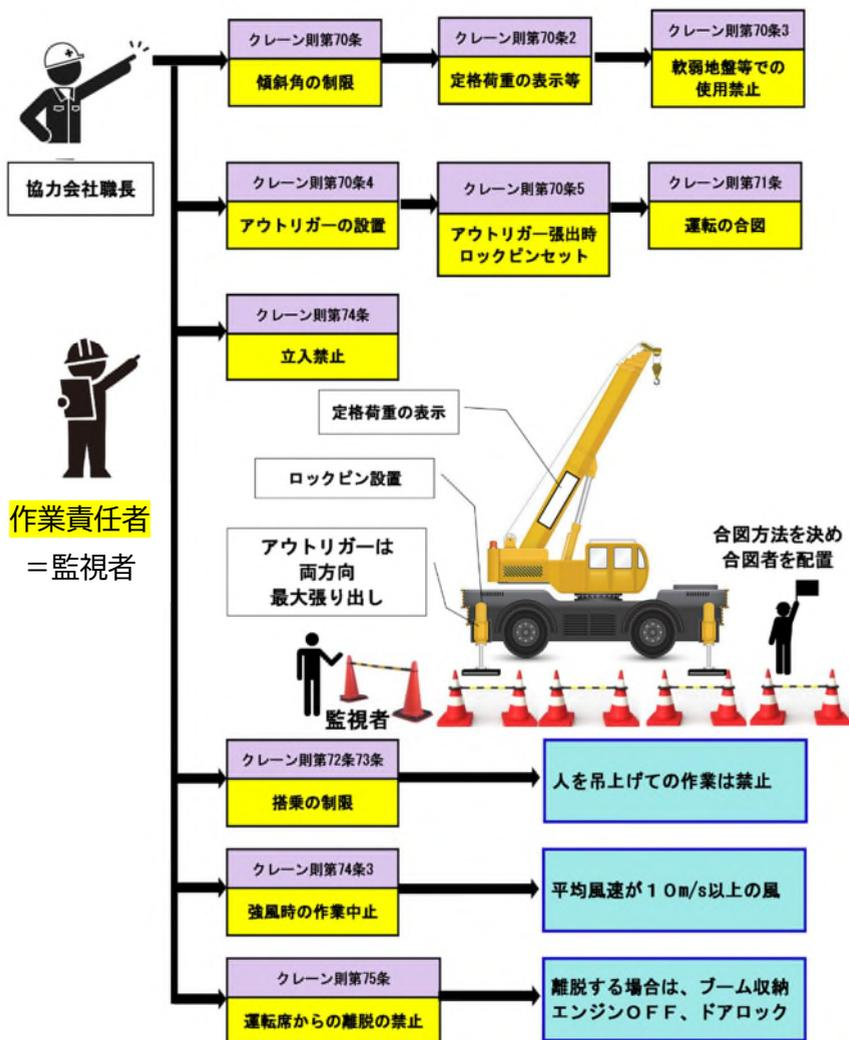 クレーン則第70条
傾斜角の制限
クレーン則第70条2
定格荷重の表示等
クレーン則第70条3
軟弱地盤等での
使用禁止
協力会社職長
クレーン則第70条4
アウトリガーの設置
クレーン則第70条5
アウトリガー張出時
ロックピンセット
クレーン則第71条
運転の合図
クレーン則第74条
立入禁止
作業責任者
＝監視者
定格荷重の表示
ロックピン設置
アウトリガーは
両方向
最大張り出し
合図方法を決め
合図者を配置
監視者
クレーン則第72条73条
搭乗の制限
人を吊上げての作業は禁止
クレーン則第74条3
強風時の作業中止
平均風速が１０m/s以上の風
クレーン則第75条
運転席からの離脱の禁止
離脱する場合は、ブーム収納
エンジンＯＦＦ、ドアロック